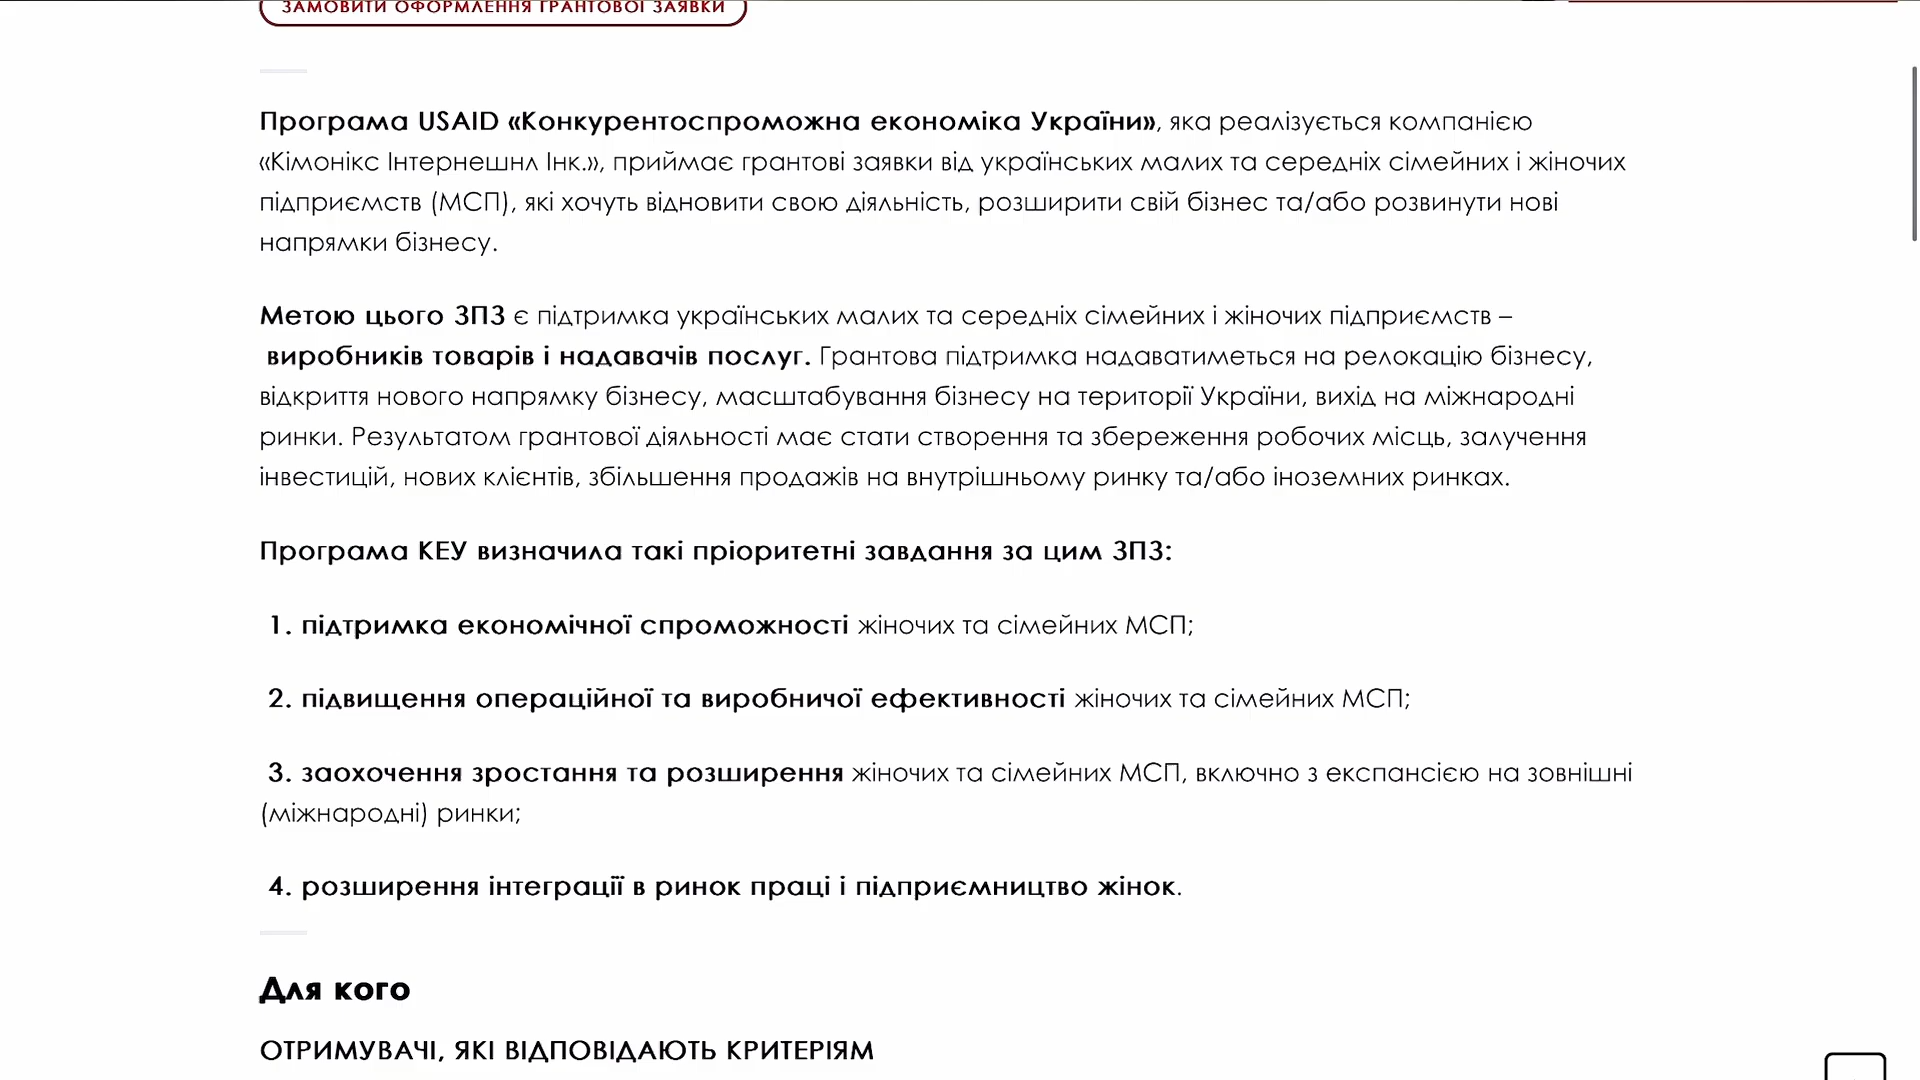 ЗАМОВИТИ ОФОРМЛЕННЯ ГРАНТОВОЇ ЗАЯВКИ
Програма USAID «Конкурентоспроможна економіка України», яка реалізується компанією
«Кімонікс Інтернешнл Інк.», приймає грантові заявки від українських малих та середніх сімейних і жіночих
підприємств (МСП), які хочуть відновити свою діяльність, розширити свій бізнес та/або розвинути нові
напрямки бізнесу.
Метою цього ЗПЗ є підтримка українських малих та середніх сімейних і жіночих підприємств –
виробників товарів і надавачів послуг. Грантова підтримка надаватиметься на релокацію бізнесу,
відкриття нового напрямку бізнесу, масштабування бізнесу на території України, вихід на міжнародні
ринки. Результатом грантової діяльності має стати створення та збереження робочих місць, залучення
інвестицій, нових клієнтів, збільшення продажів на внутрішньому ринку та/або іноземних ринках.
Програма КЕУ визначила такі пріоритетні завдання за цим ЗПЗ:
1. підтримка економічної спроможності жіночих та сімейних МСП;
2. підвищення операційної та виробничої ефективності жіночих та сімейних МСП;
3. заохочення зростання та розширення жіночих та сімейних МСП, включно з експансією на зовнішні
(міжнародні) ринки;
4. розширення інтеграції в ринок праці і підприємництво жінок.
Для кого
ОТРИМУВАЧІ, ЯКІ ВІДПОВІДАЮТЬ КРИТЕРІЯМ